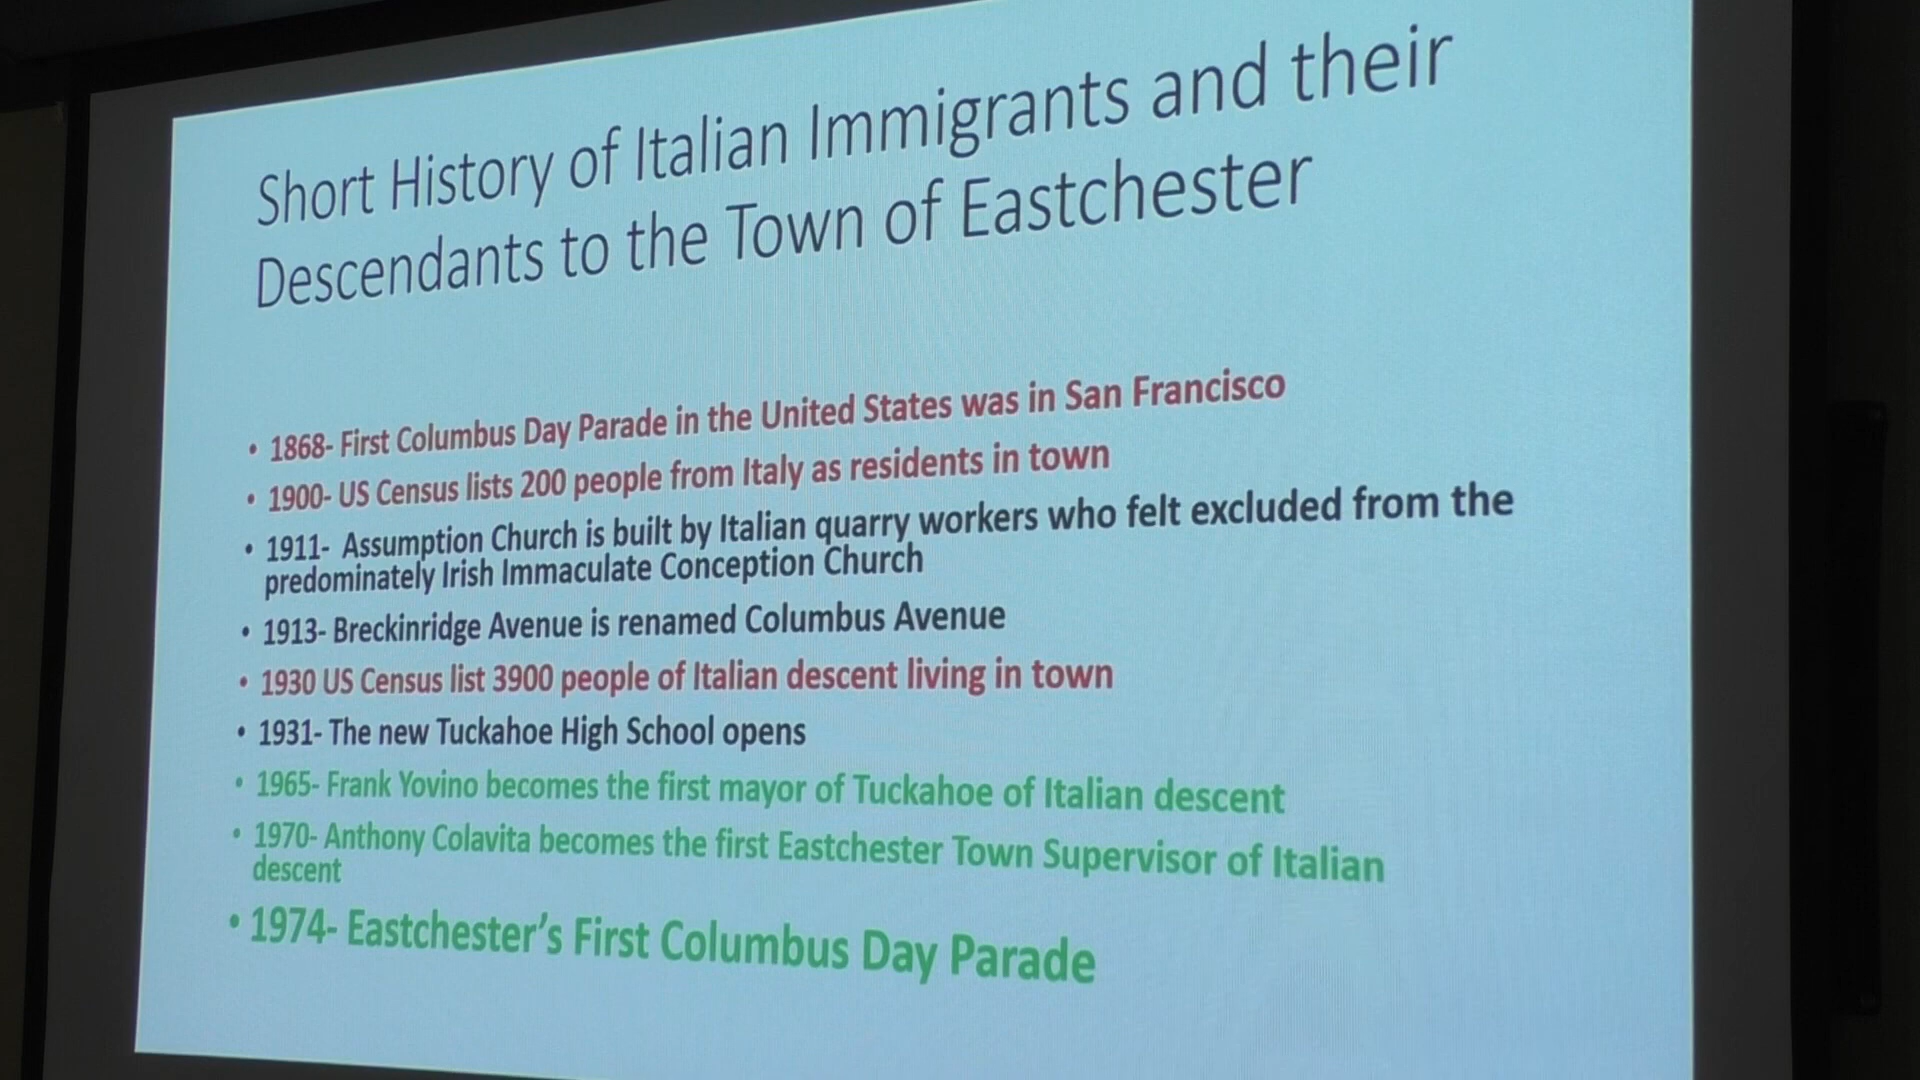 Short History of Italian Immigrants and their
Descendants to the Town of Eastchester
• 1868- First Columbus Day Parade in the United States was in San Francisco
• 1900- US Census lists 200 people from Italy as residents in town
• 1911- Assumption Church is built by Italian quarry workers who felt excluded from the
predominately Irish Immaculate Conception Church
• 1913- Breckinridge Avenue is renamed Columbus Avenue
• 1930 US Census list 3900 people of Italian descent living in town
• 1931- The new Tuckahoe High School opens
• 1965- Frank Yovino becomes the first mayor of Tuckahoe of Italian descent
• 1970- Anthony Colavita becomes the first Eastchester Town Supervisor of Italian
descent
• 1974- Eastchester’s First Columbus Day Parade